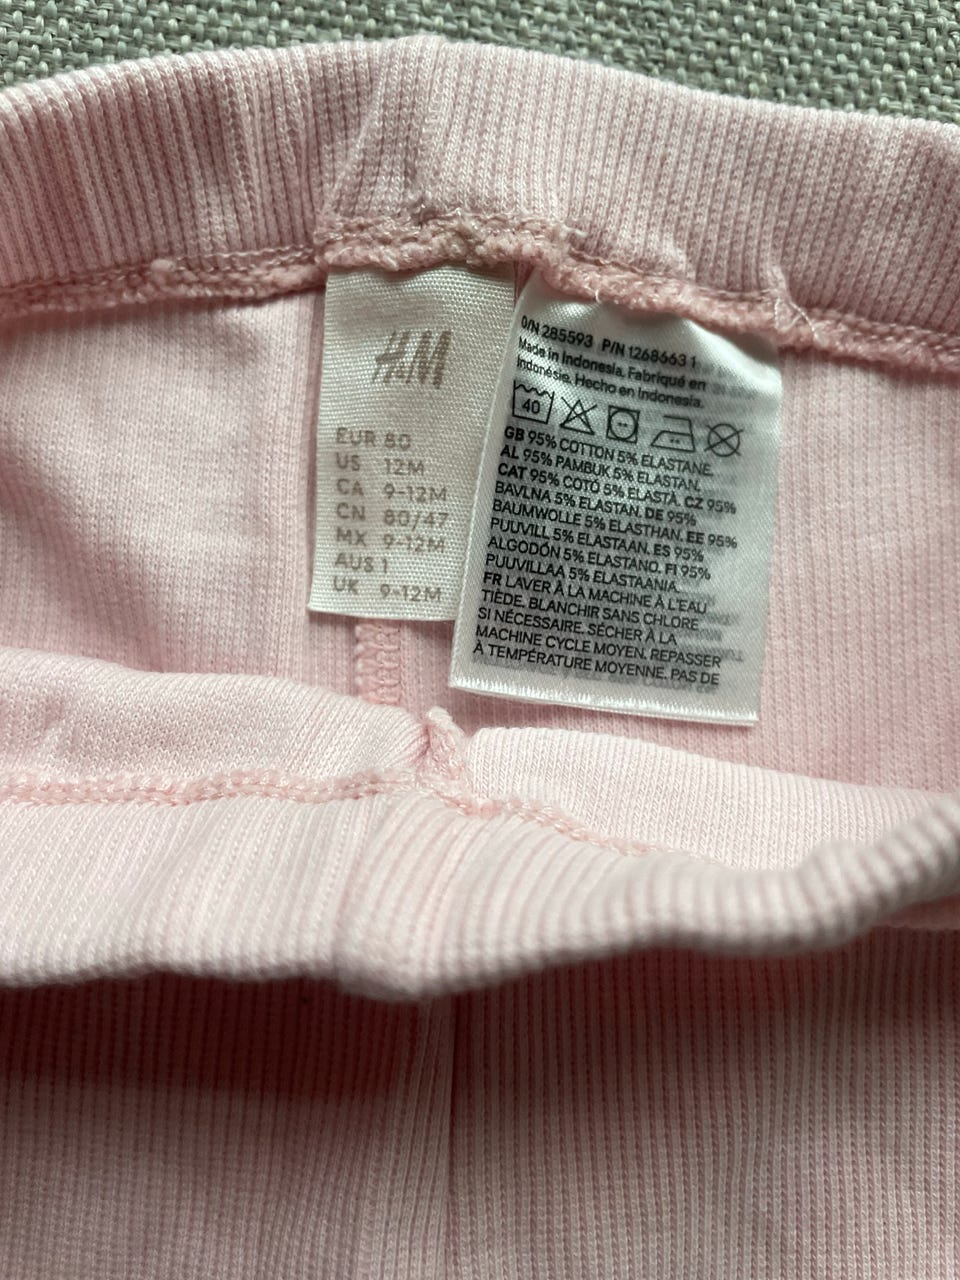 H&M
EUR 80
US 12M
CA 9-12M
CN 80/47
MX 9-12M
AUS 1
UK 9-12M
O/N 285593 P/N 1268663 1
Made in Indonesia. Fabriqué en
Indonésie. Hecho en Indonesia.
40
GB 95% COTTON 5% ELASTANE.
AL 95% PAMBUK 5% ELASTAN.
CAT 95% COTÓ 5% ELASTÀ. CZ 95%
BAVLNA 5% ELASTAN. DE 95%
BAUMWOLLE 5% ELASTHAN. EE 95%
PUUVILL 5% ELASTAAN. ES 95%
ALGODÓN 5% ELASTANO. FI 95%
PUUVILLAA 5% ELASTAANIA.
FR LAVER À LA MACHINE À L'EAU
TIÈDE. BLANCHIR SANS CHLORE
SI NÉCESSAIRE. SÉCHER À LA
MACHINE CYCLE MOYEN. REPASSER
À TEMPÉRATURE MOYENNE. PAS DE